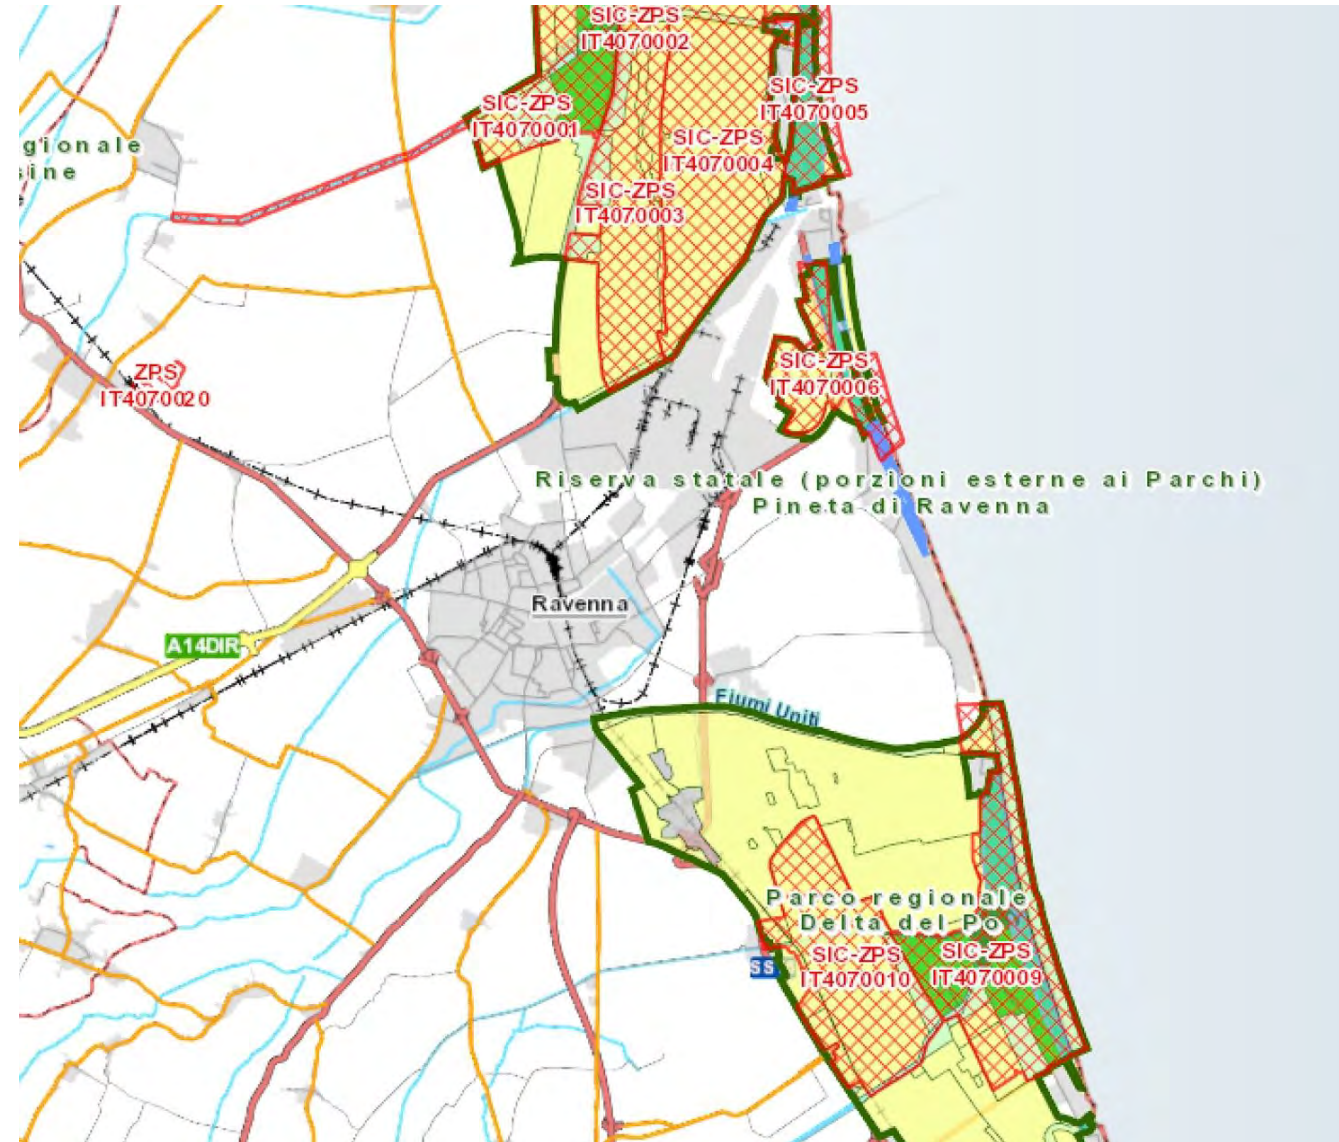 SIC-ZPS
IT4070002
SIC-ZPS
IT4070001
SIC-ZPS
IT4070005
SIC-ZPS
IT4070004
gionale
sine
SIC-ZPS
IT4070003
ZPS
IT4070020
SIC-ZPS
IT4070006
Riserva statale (porzioni esterne ai Parchi)
Pineta di Ravenna
Ravenna
A14DIR
Fiumi Uniti
Parco regionale
Delta del Po
SIC-ZPS
IT4070010
SIC-ZPS
IT4070009
SS